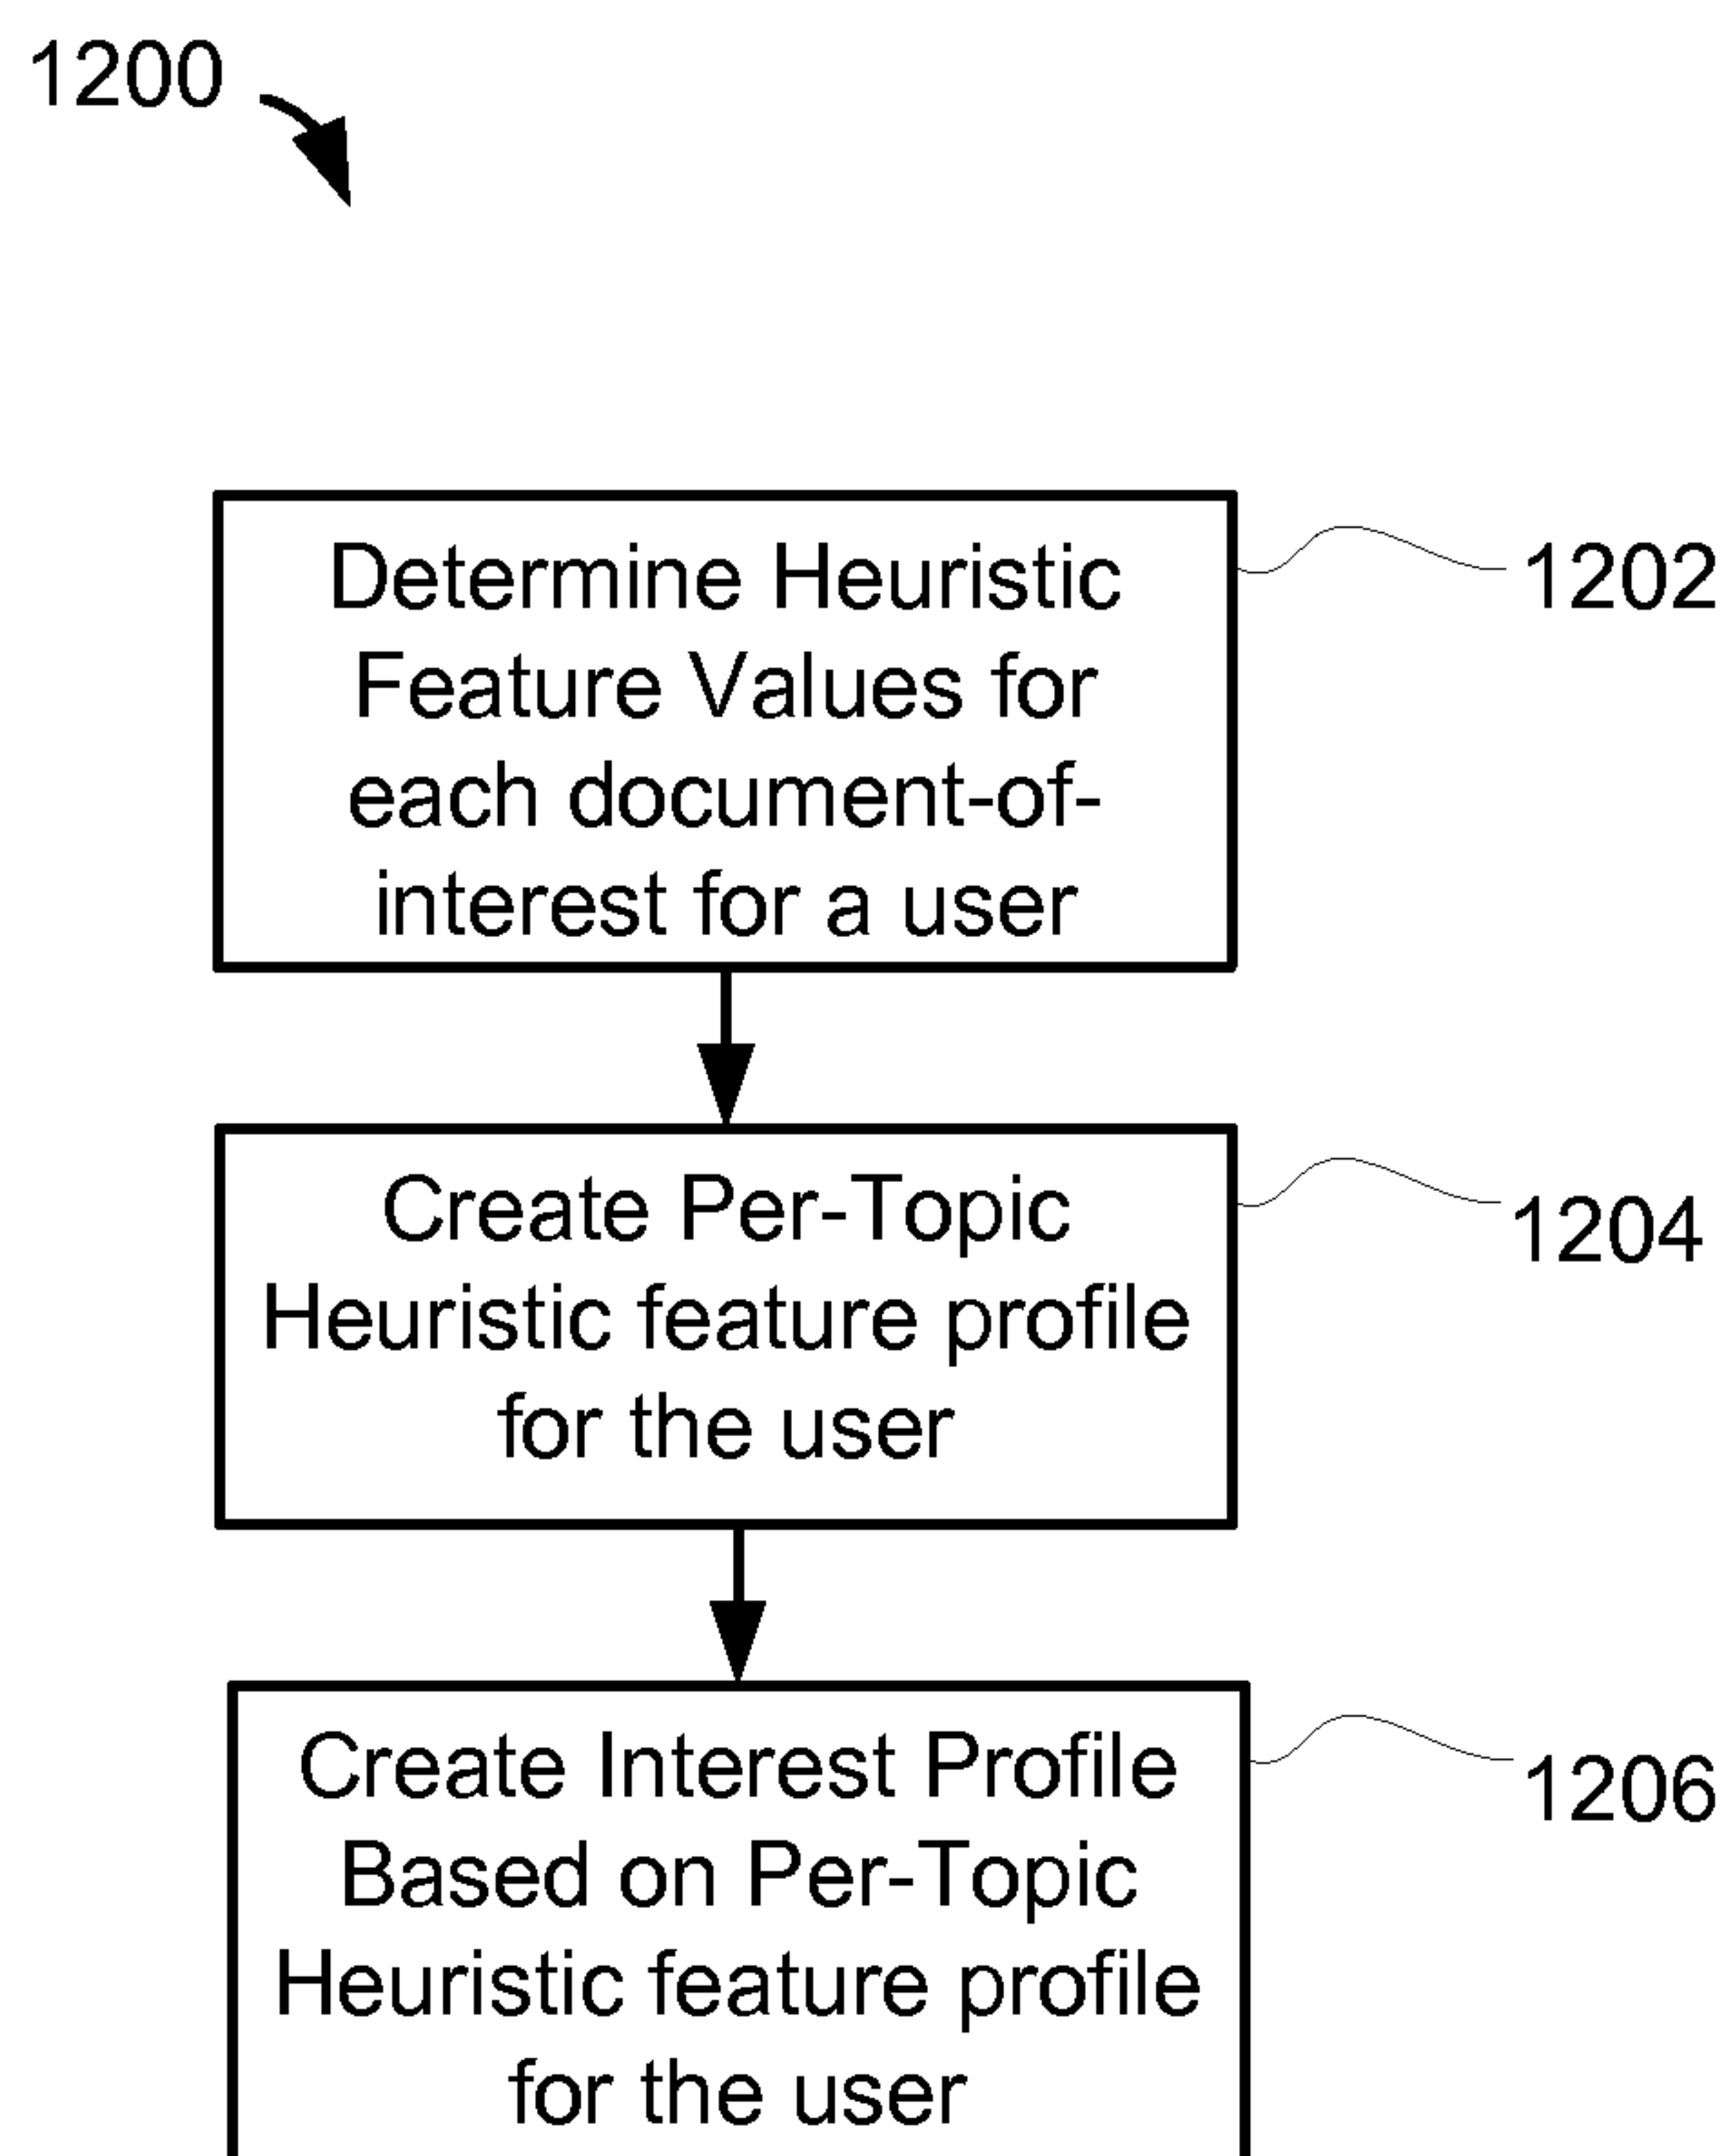 1200
Determine Heuristic
Feature Values for
each document-of-
interest for a user
1202
Create Per-Topic
Heuristic feature profile
for the user
1204
Create Interest Profile
Based on Per-Topic
Heuristic feature profile
for the user
1206